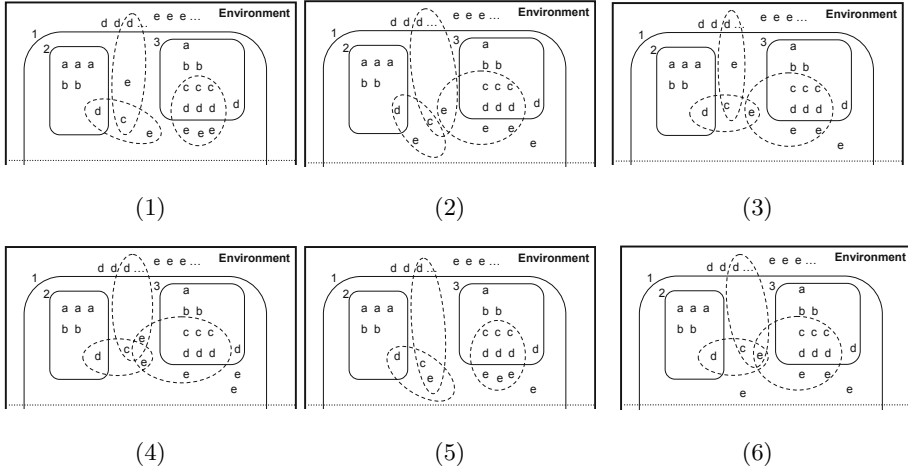 Environment
d d d ... e e e ...
1
2
3
a
a a a
b b
b b
e
c c c
d
d d d
d
c
e
e e e
(1)
Environment
d d d ... e e e ...
1
2
3
a
a a a
b b
b b
c c c
d
e
d d d
d
c
e e
e
(2)
Environment
d d d ... e e e ...
1
2
3
a
a a a
e
b b
b b
c c c
d
c
e
d d d
d
e e
e
(3)
Environment
d d d ... e e e ...
1
2
3
a
a a a
b b
b b
c c c
e
d
c
e
d d d
d
e
e
e
(4)
Environment
d d d ... e e e ...
1
2
3
a
a a a
b b
b b
c c c
d
d d d
d
c
e
e e e
(5)
Environment
d d d ... e e e ...
1
2
3
a
a a a
b b
b b
c c c
d
c
e
d d d
d
e e
e
e
(6)